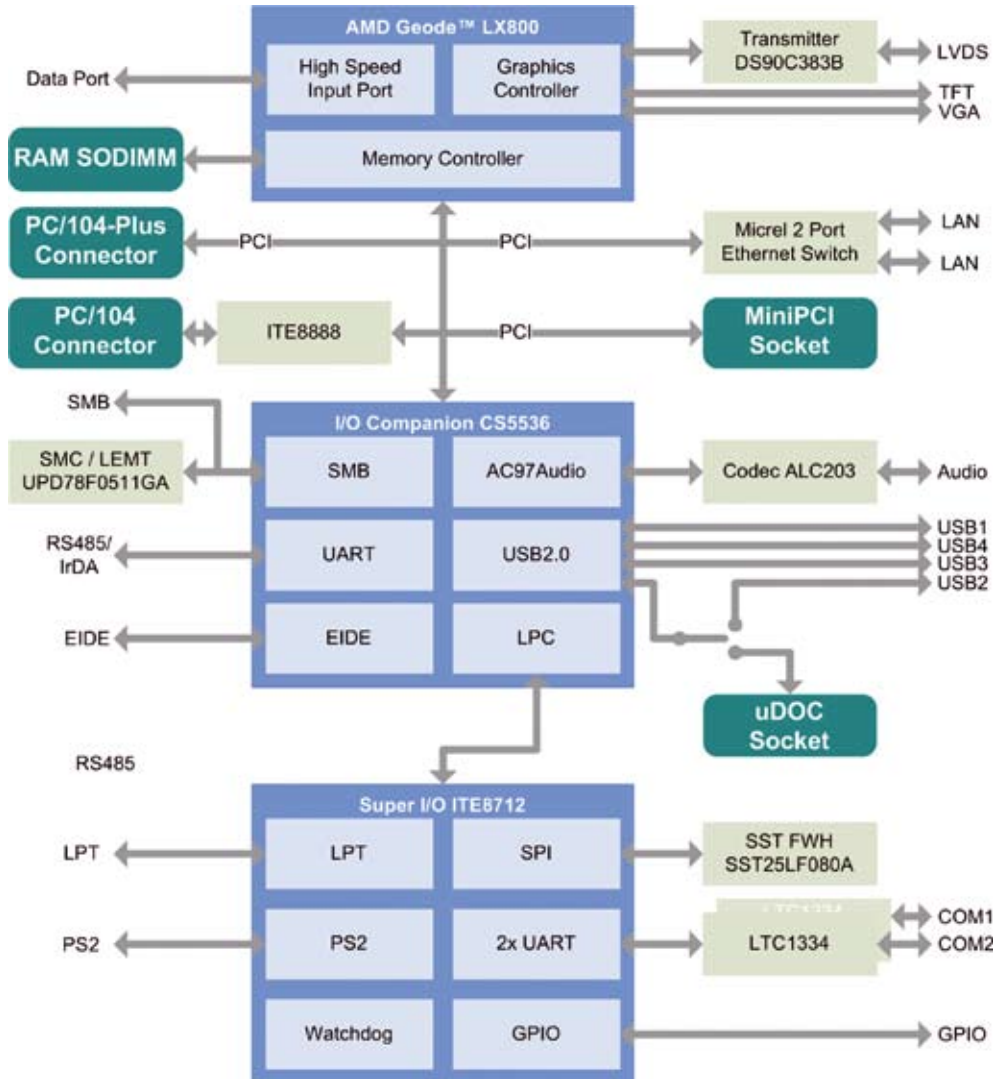 AMD Geode™ LX800
High Speed
Input Port
Graphics
Controller
Memory Controller
Transmitter
DS90C383B
LVDS
TFT
VGA
Data Port
RAM SODIMM
PC/104-Plus
Connector
PCI
PCI
Micrel 2 Port
Ethernet Switch
LAN
LAN
PC/104
Connector
ITE8888
PCI
MiniPCI
Socket
SMB
SMC / LEMT
UPD78F0511GA
I/O Companion CS5536
SMB
AC97Audio
Codec ALC203
Audio
RS485/
IrDA
UART
USB2.0
USB1
USB4
USB3
USB2
EIDE
EIDE
LPC
uDOC
Socket
RS485
Super I/O ITE8712
LPT
LPT
SPI
SST FWH
SST25LF080A
PS2
PS2
2x UART
LTC1334
LTC1334
COM1
COM2
Watchdog
GPIO
GPIO